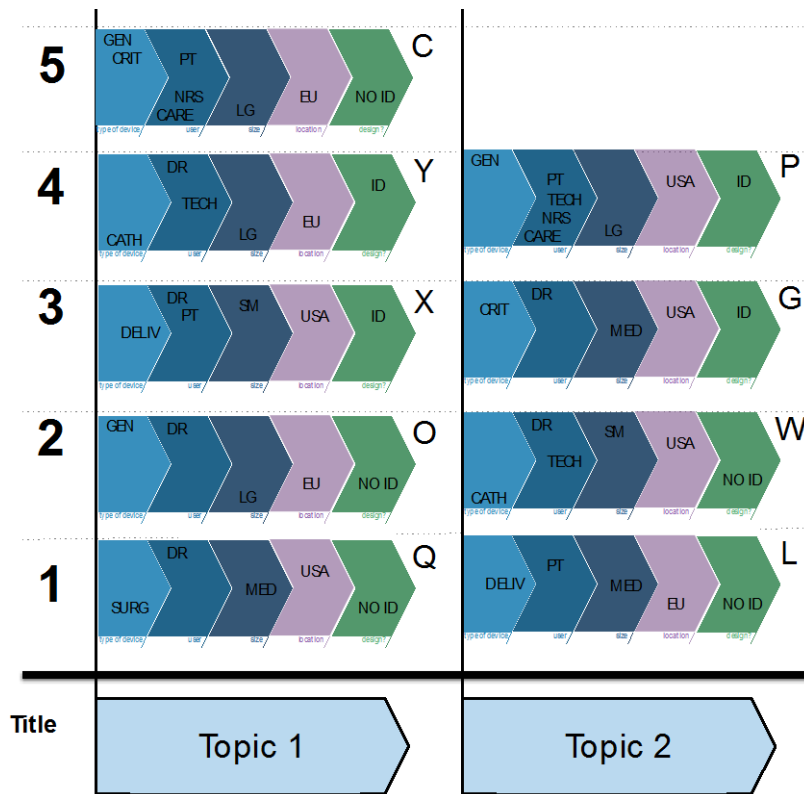 5
GEN
CRIT
PT
NRS
CARE
LG
EU
NO ID
C
type of device
user
size
location
design?
4
DR
TECH
CATH
LG
EU
ID
Y
type of device
user
size
location
design?
GEN
PT
TECH
NRS
CARE
LG
USA
ID
P
type of device
user
size
location
design?
3
DELIV
DR
PT
SM
USA
ID
X
type of device
user
size
location
design?
CRIT
DR
MED
USA
ID
G
type of device
user
size
location
design?
2
GEN
DR
LG
EU
NO ID
O
type of device
user
size
location
design?
CATH
DR
TECH
SM
USA
NO ID
W
type of device
user
size
location
design?
1
SURG
DR
MED
USA
NO ID
Q
type of device
user
size
location
design?
DELIV
PT
MED
EU
NO ID
L
type of device
user
size
location
design?
Title
Topic 1
Topic 2